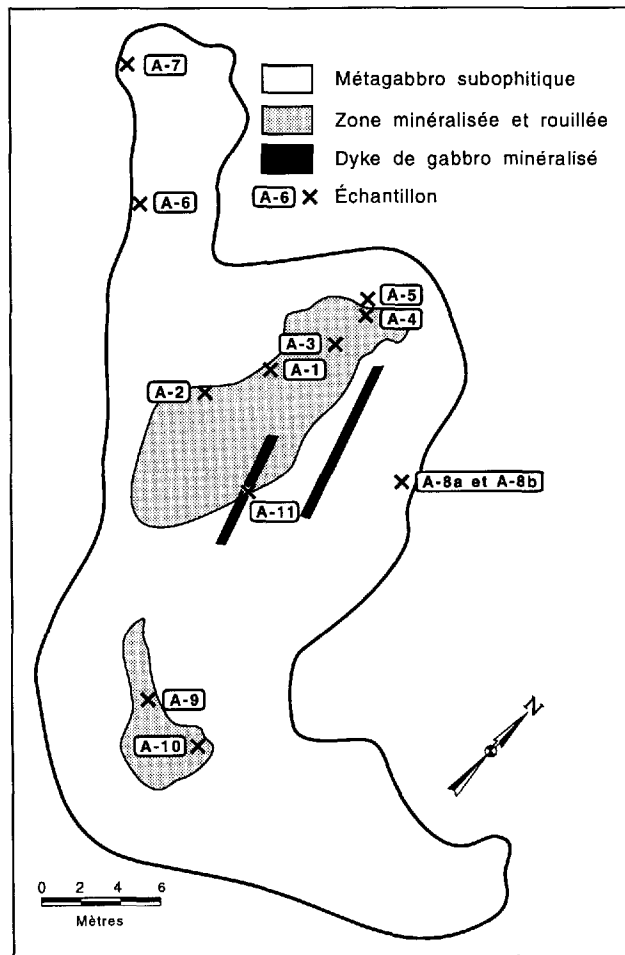 A-7
Métagabbro subophitique
Zone minéralisée et rouillée
Dyke de gabbro minéralisé
A-6 Échantillon
A-6
A-5
A-4
A-3
A-1
A-2
A-8a et A-8b
A-11
A-9
A-10
N
0 2 4 6
Mètres